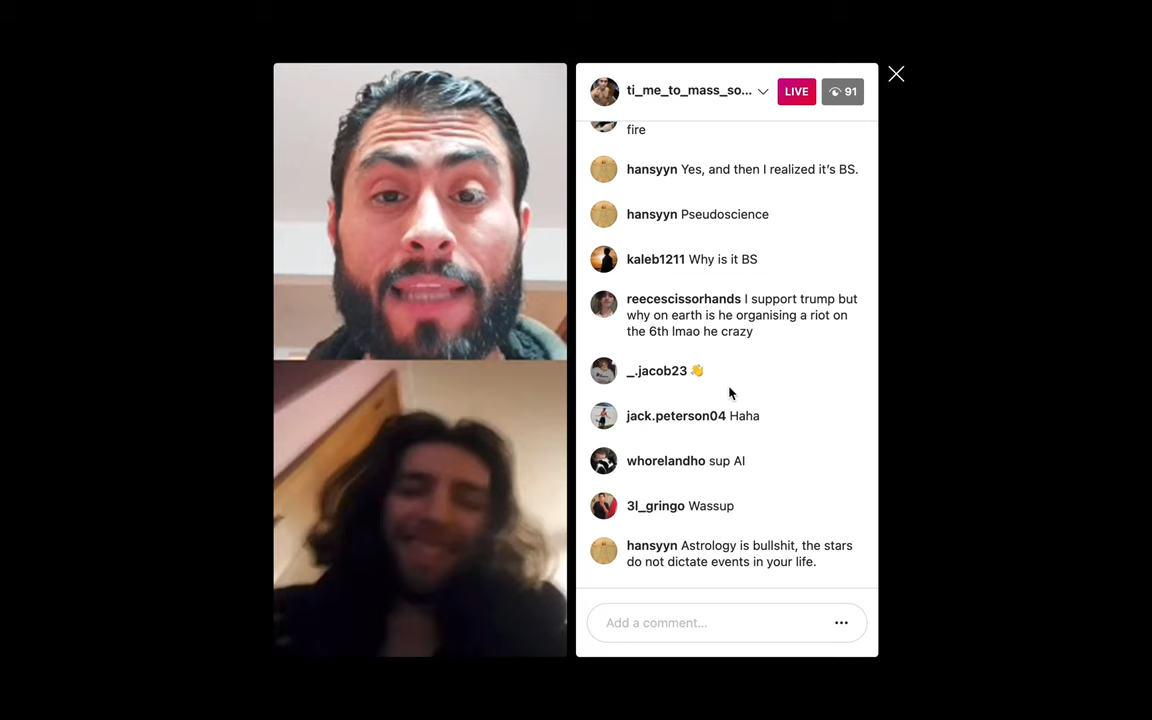 ti_me_to_mass_so...
LIVE
91
fire
hansyyn Yes, and then I realized it’s BS.
hansyyn Pseudoscience
kaleb1211 Why is it BS
reecescissorhands I support trump but
why on earth is he organising a riot on
the 6th lmao he crazy
_.jacob23 👋
jack.peterson04 Haha
whorelandho sup AI
3l_gringo Wassup
hansyyn Astrology is bullshit, the stars
do not dictate events in your life.
Add a comment...